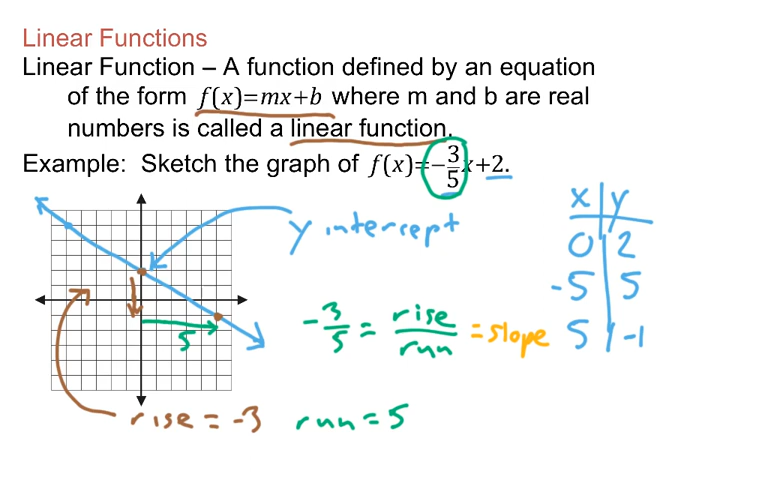 Linear Functions
Linear Function – A function defined by an equation
of the form f(x)=mx+b where m and b are real
numbers is called a linear function.
Example: Sketch the graph of f(x)=-3/5x+2.
y intercept
x y
0 2
-5 5
5 -1
-3/5 = rise/run = slope
5
rise = -3 run = 5